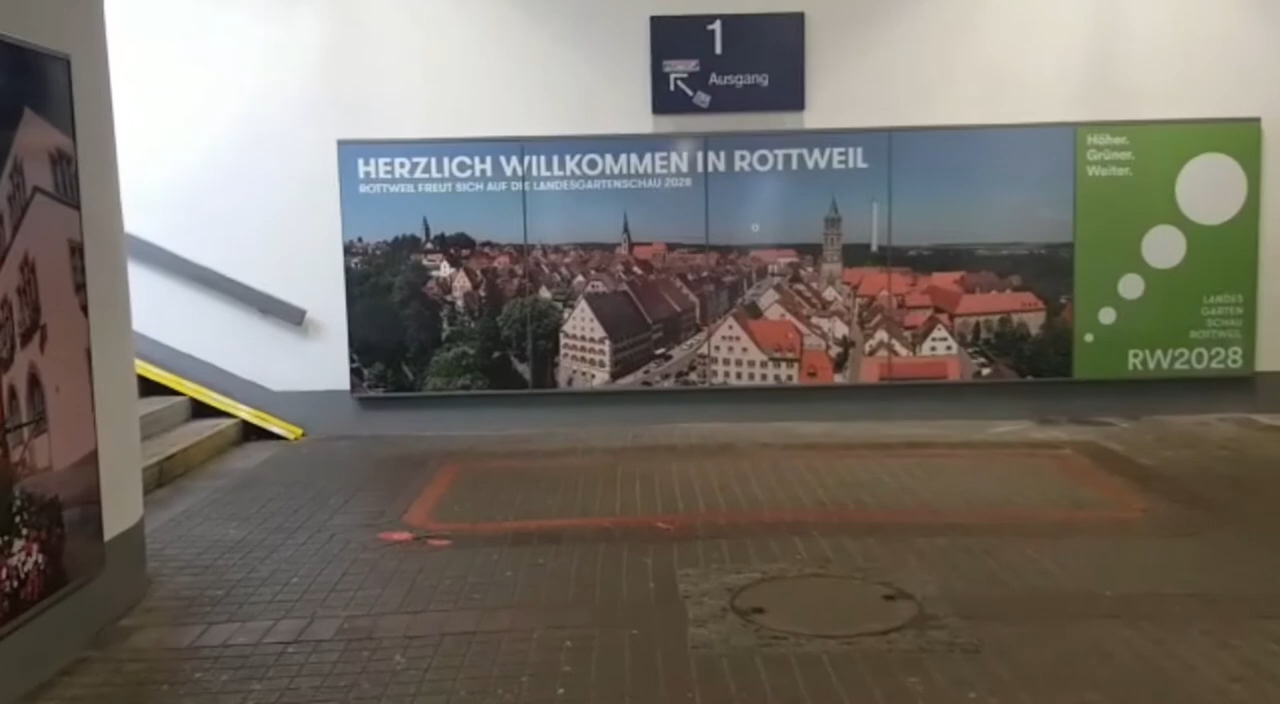 1
Ausgang
HERZLICH WILLKOMMEN IN ROTTWEIL
ROTTWEIL FREUT SICH AUF DIE LANDESGARTENSCHAU 2028
Höher.
Grüner.
Weiter.
LANDES
GARTEN
SCHAU
ROTTWEIL
RW2028